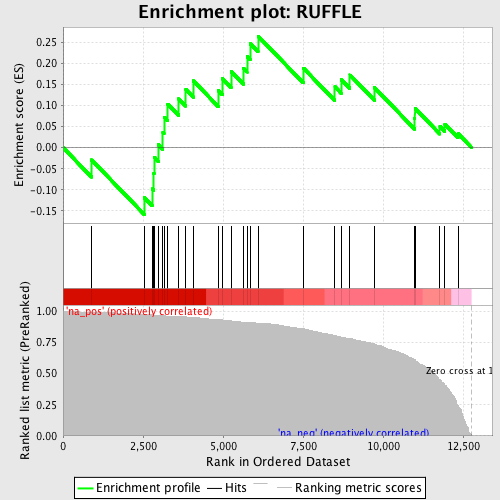 Enrichment plot: RUFFLE
Enrichment score (ES)
0.25
0.20
0.15
0.10
0.05
0.00
-0.05
-0.10
-0.15
Ranked list metric (PreRanked)
'na_pos' (positively correlated)
1.00
0.75
0.50
0.25
0.00
Zero cross at 1
'na_neg' (negatively correlated)
0
2,500
5,000
7,500
10,000
12,500
Rank in Ordered Dataset
Enrichment profile
Hits
Ranking metric scores